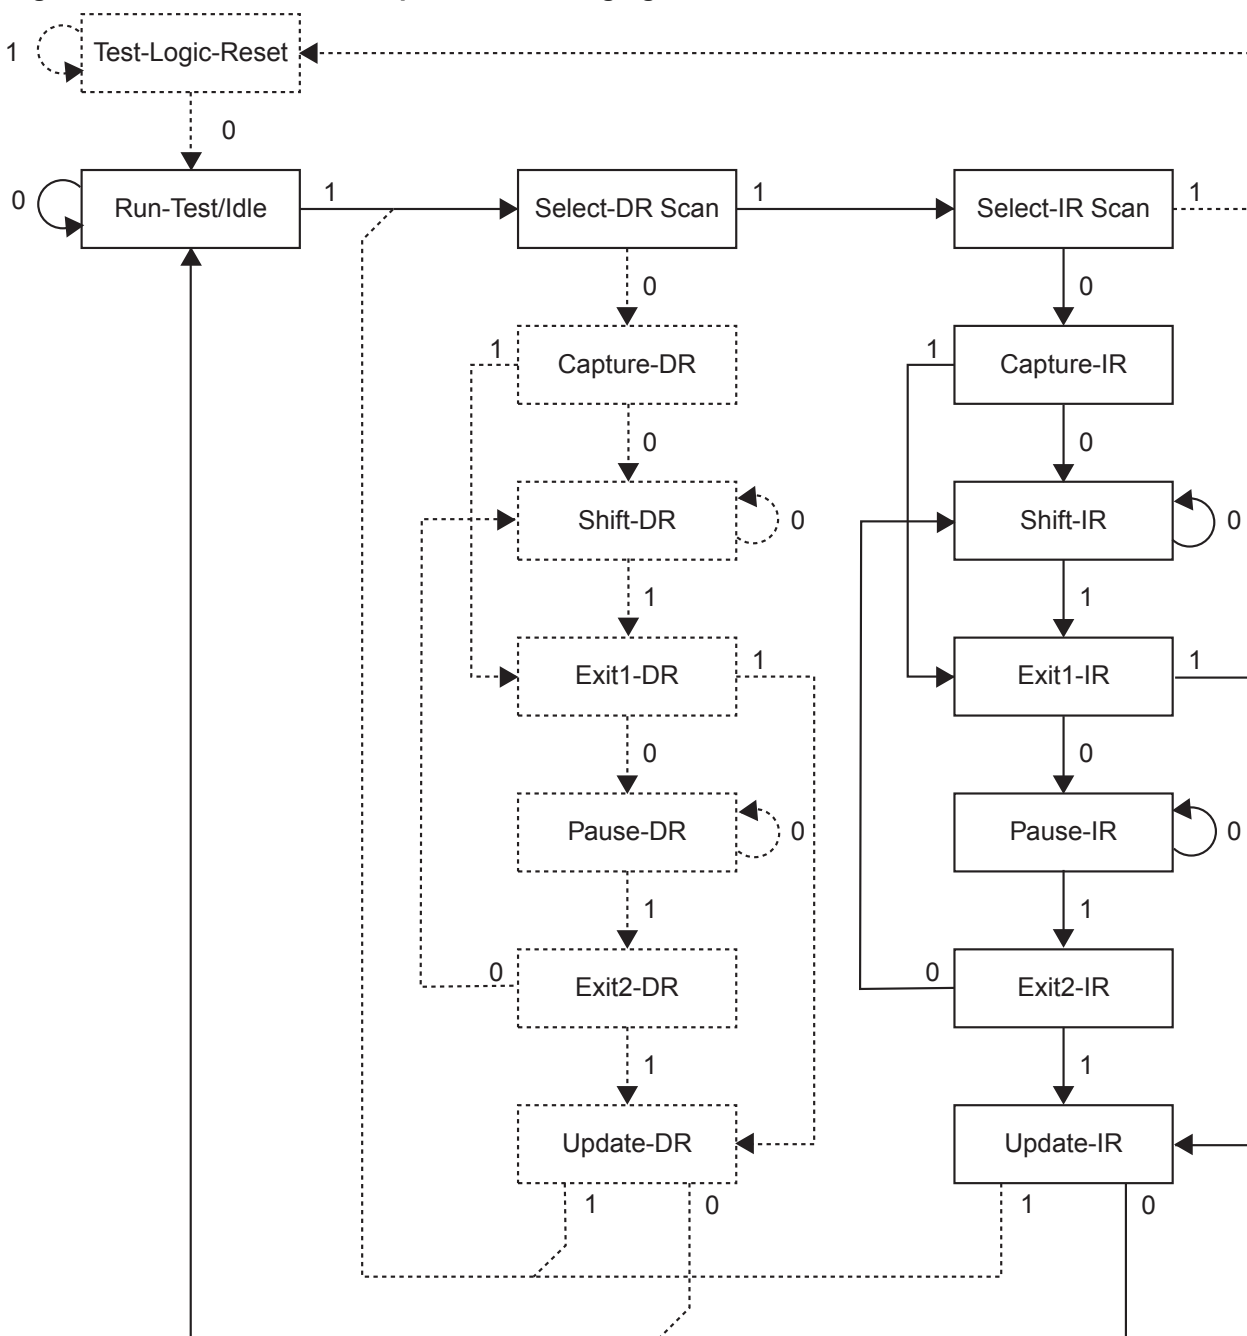 1
Test-Logic-Reset
0
0
Run-Test/Idle
1
Select-DR Scan
1
Select-IR Scan
1
0
0
1
Capture-DR
1
Capture-IR
0
0
Shift-DR
0
Shift-IR
0
1
1
Exit1-DR
1
Exit1-IR
1
0
0
Pause-DR
0
Pause-IR
0
1
1
0
Exit2-DR
0
Exit2-IR
1
1
Update-DR
Update-IR
1
0
1
0